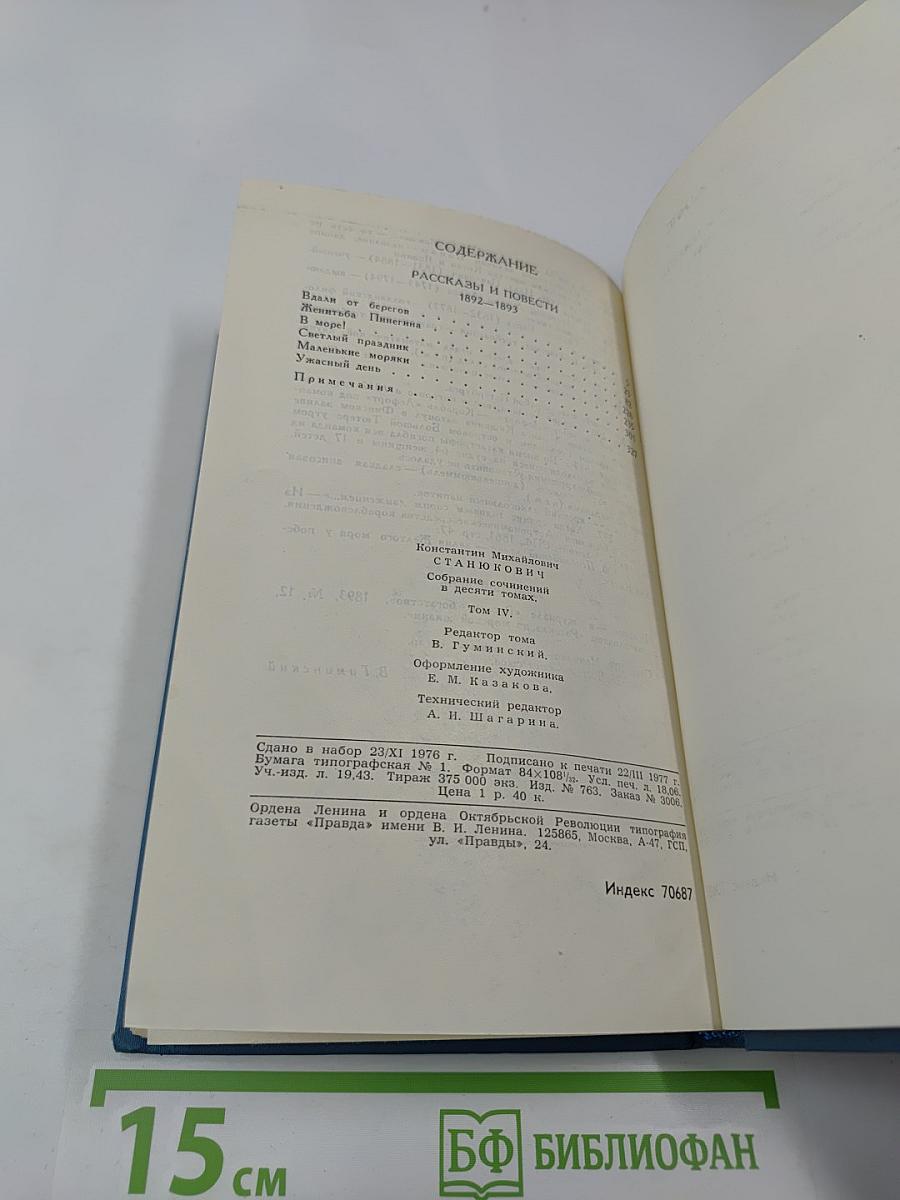 СОДЕРЖАНИЕ
РАССКАЗЫ И ПОВЕСТИ
1892—1893
Вдали от берегов
Женитьба Пинегина
В море!
Светлый праздник
Маленькие моряки
Ужасный день
Примечания
327
Константин Михайлович
СТАНЮКОВИЧ
Собрание сочинений
в десяти томах.
Том IV.
Редактор тома
В. Гуминский.
Оформление художника
Е. М. Казакова.
Технический редактор
А. И. Шагарина.
Сдано в набор 23/XI 1976 г. Подписано к печати 22/III 1977 г.
Бумага типографская № 1. Формат 84×108¹/₃₂. Усл. печ. л. 18,06.
Уч.-изд. л. 19,43. Тираж 375 000 экз. Изд. № 763. Заказ № 3006.
Цена 1 р. 40 к.
Ордена Ленина и ордена Октябрьской Революции типография
газеты «Правда» имени В. И. Ленина. 125865, Москва, А-47, ГСП,
ул. «Правды», 24.
Индекс 70687
15 см
БФ БИБЛИОФАН